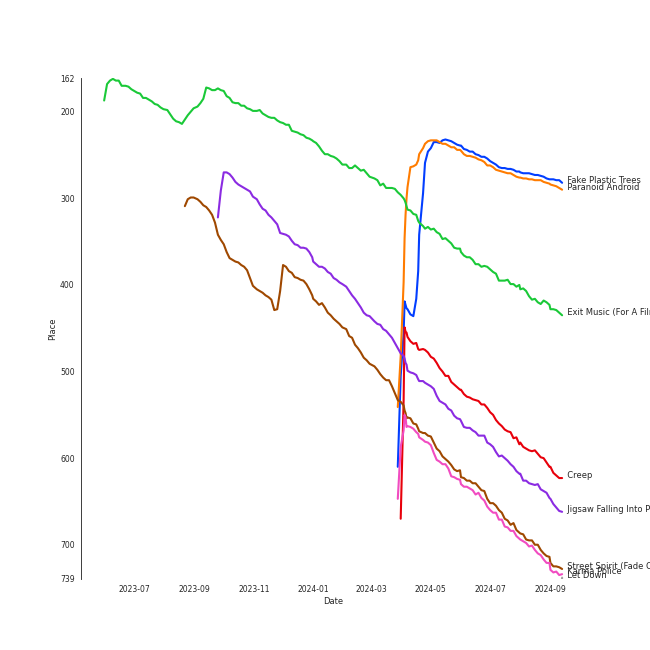 162
200
300
400
500
600
700
739
Place
2023-07
2023-09
2023-11
2024-01
2024-03
2024-05
2024-07
2024-09
Date
Fake Plastic Trees
Paranoid Android
Exit Music (For A Fil
Creep
Jigsaw Falling Into P
Street Spirit (Fade O
Karma Police
Let Down